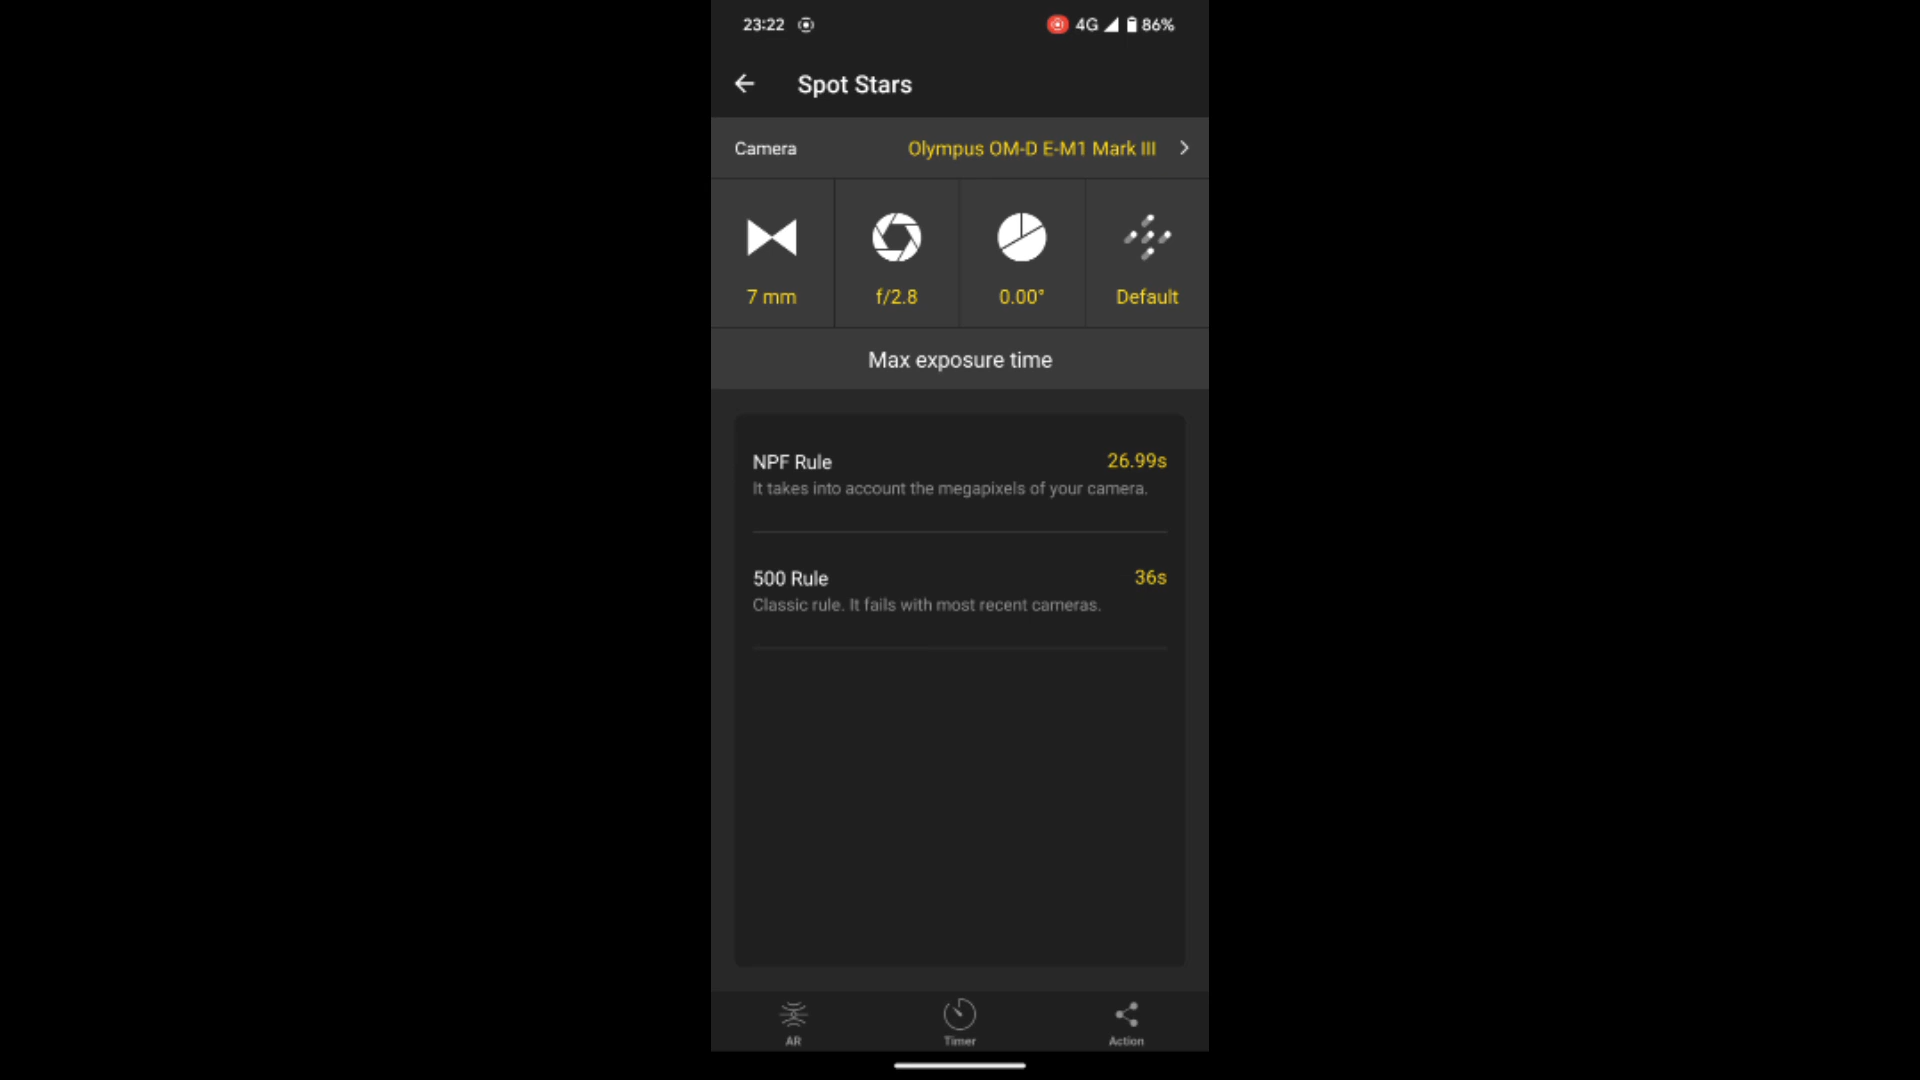 23:22
4G 86%
Spot Stars
Camera Olympus OM-D E-M1 Mark III
7 mm f/2.8 0.00° Default
Max exposure time
NPF Rule 26.99s
It takes into account the megapixels of your camera.
500 Rule 36s
Classic rule. It fails with most recent cameras.
AR Timer Action